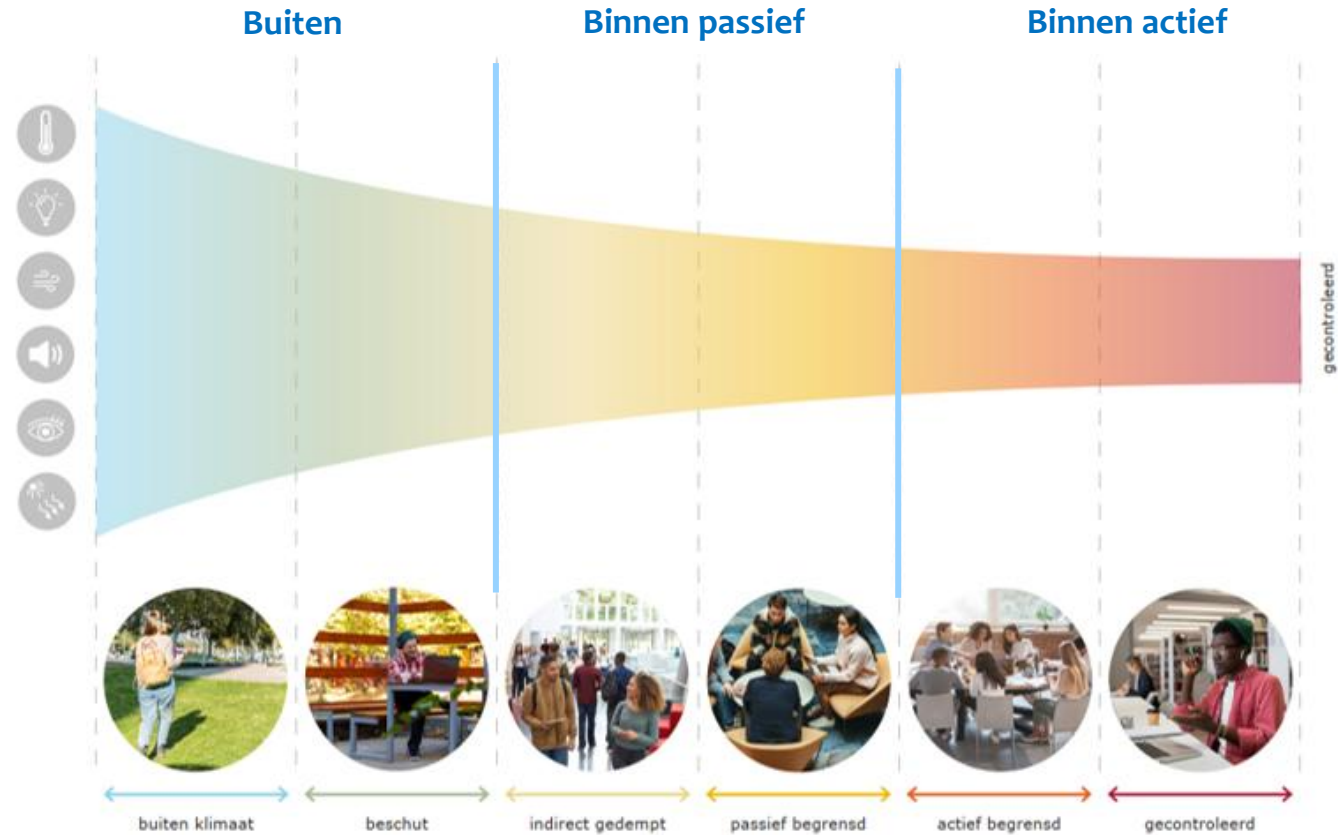 Buiten
Binnen passief
Binnen actief
gecontroleerd
buiten klimaat
beschut
indirect gedempt
passief begrensd
actief begrensd
gecontroleerd